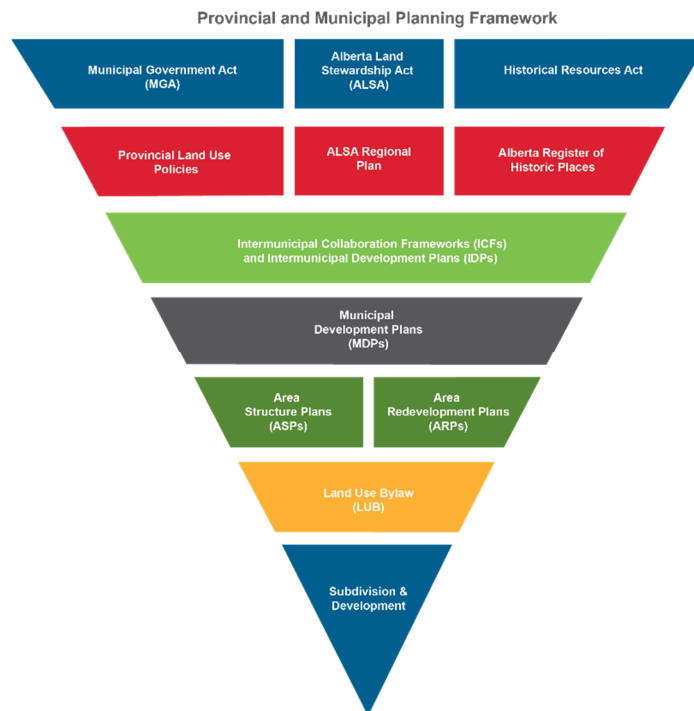 Provincial and Municipal Planning Framework
Municipal Government Act
(MGA)
Alberta Land
Stewardship Act
(ALSA)
Historical Resources Act
Provincial Land Use
Policies
ALSA Regional
Plan
Alberta Register of
Historic Places
Intermunicipal Collaboration Frameworks (ICFs)
and Intermunicipal Development Plans (IDPs)
Municipal
Development Plans
(MDPs)
Area
Structure Plans
(ASPs)
Area
Redevelopment Plans
(ARPs)
Land Use Bylaw
(LUB)
Subdivision &
Development